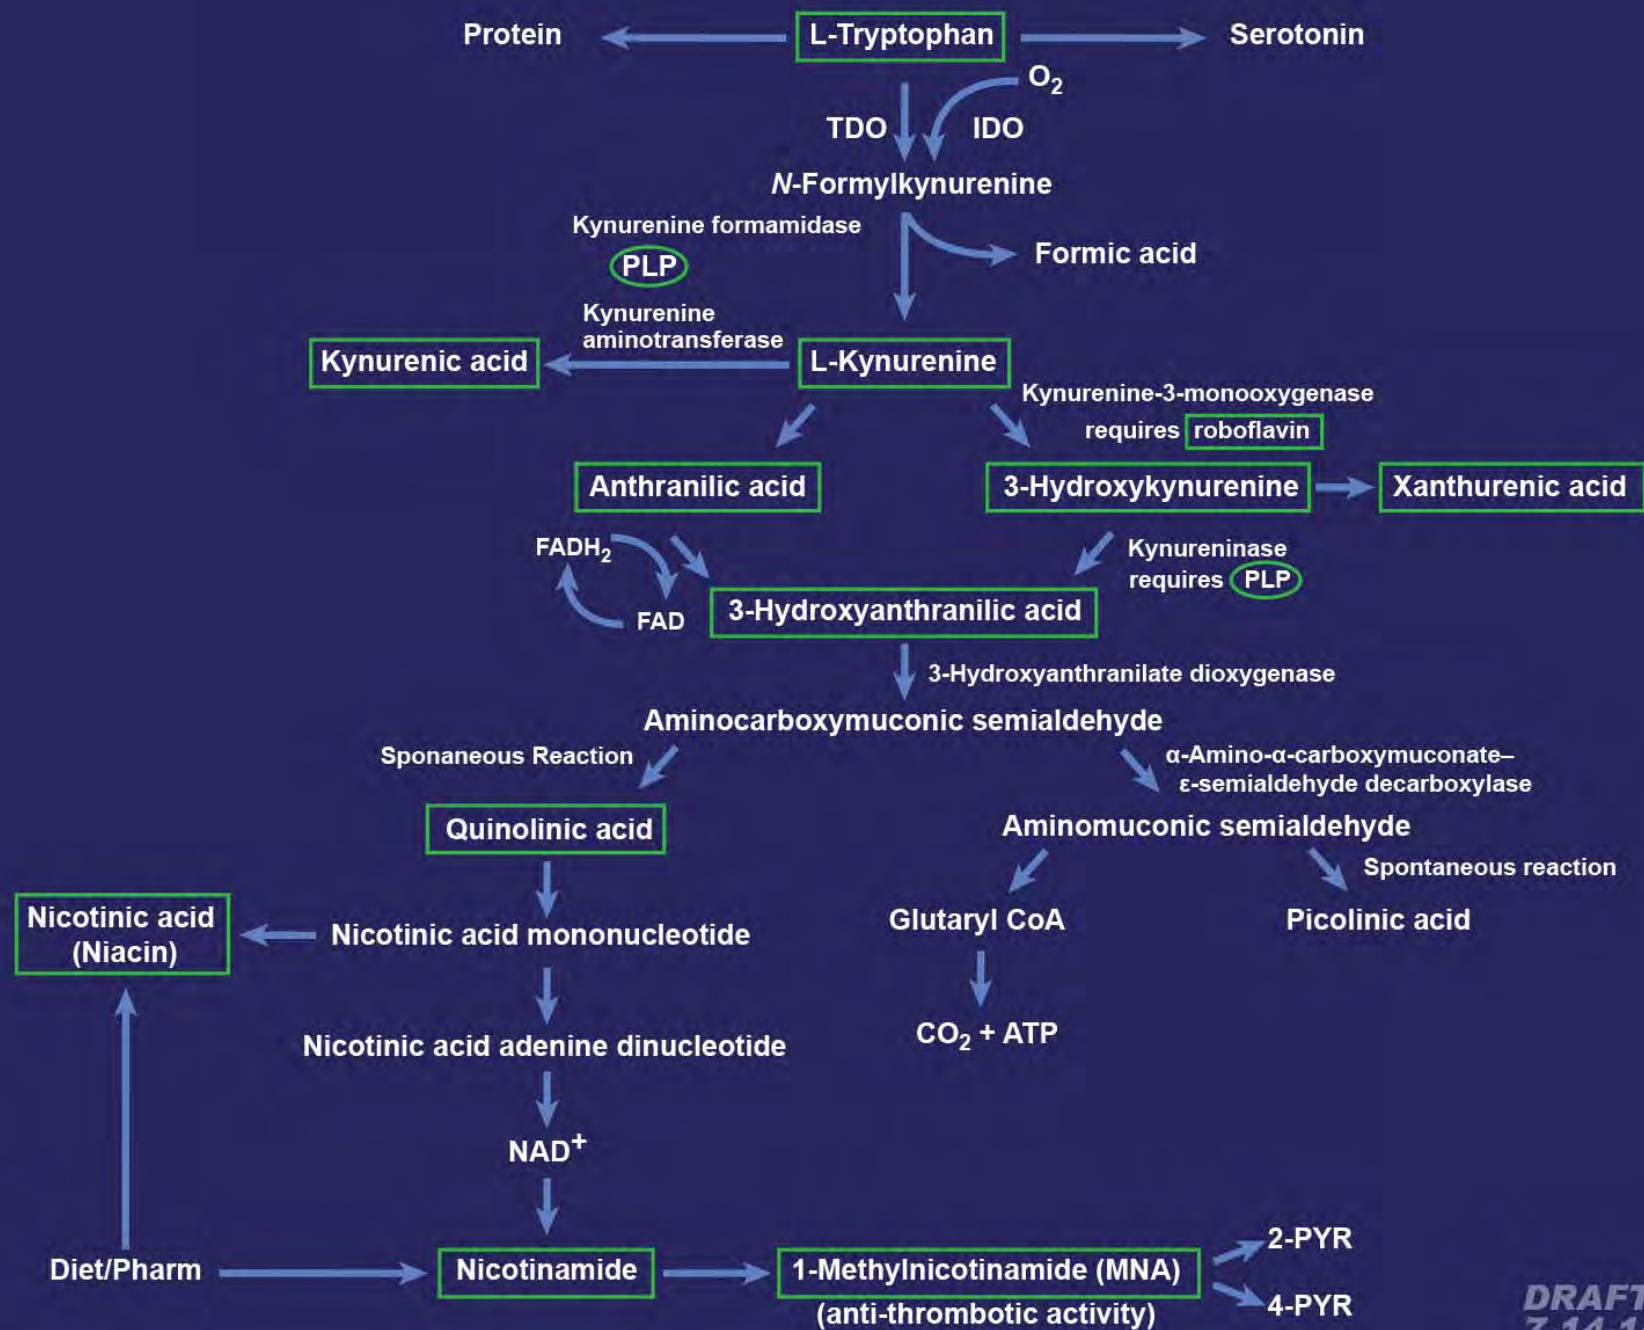 Protein
L-Tryptophan
Serotonin
O2
TDO
IDO
N-Formylkynurenine
Kynurenine formamidase
PLP
Formic acid
Kynurenine
aminotransferase
Kynurenic acid
L-Kynurenine
Kynurenine-3-monooxygenase
requires roboflavin
Anthranilic acid
3-Hydroxykynurenine
Xanthurenic acid
FADH2
FAD
Kynureninase
requires PLP
3-Hydroxyanthranilic acid
3-Hydroxyanthranilate dioxygenase
Aminocarboxymuconic semialdehyde
Sponaneous Reaction
α-Amino-α-carboxymuconate–
ε-semialdehyde decarboxylase
Quinolinic acid
Aminomuconic semialdehyde
Spontaneous reaction
Nicotinic acid
(Niacin)
Nicotinic acid mononucleotide
Glutaryl CoA
Picolinic acid
CO2 + ATP
Nicotinic acid adenine dinucleotide
NAD+
Diet/Pharm
Nicotinamide
1-Methylnicotinamide (MNA)
(anti-thrombotic activity)
2-PYR
4-PYR
DRAFT